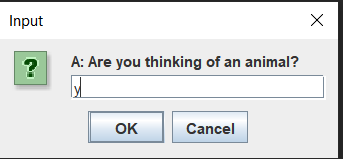 Input
A: Are you thinking of an animal?
y
OK Cancel